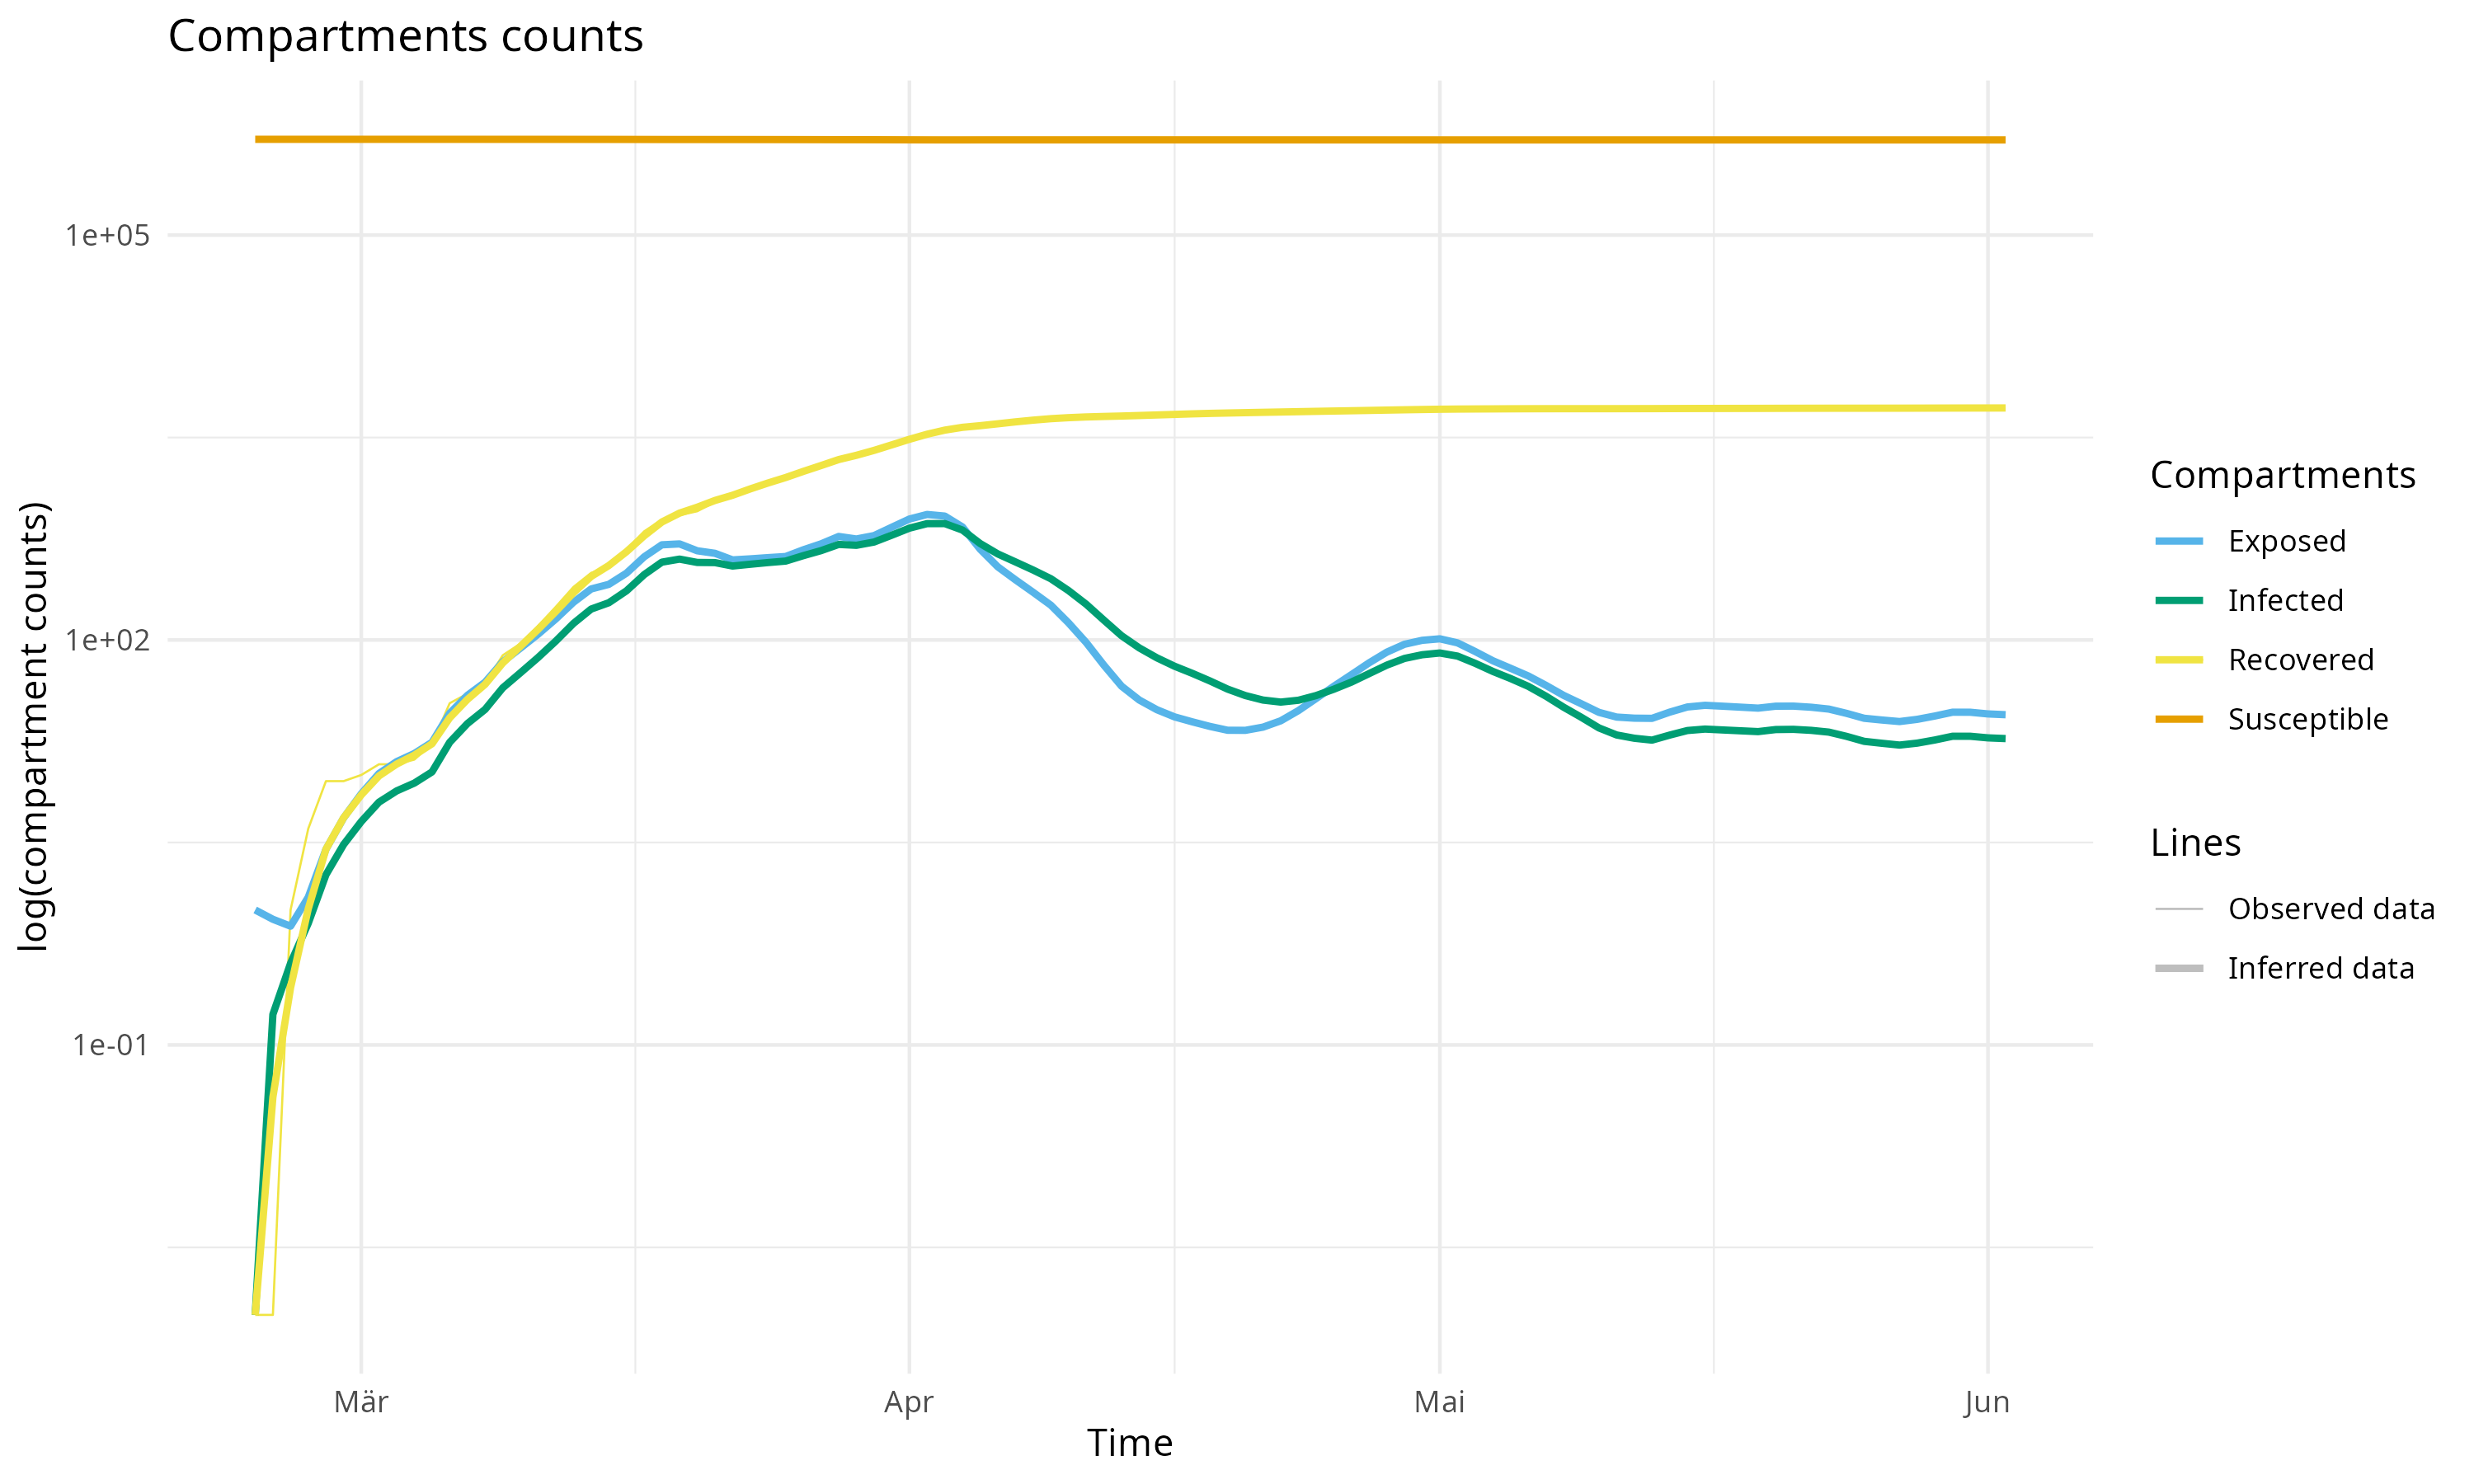 Compartments counts
log(compartment counts)
1e+05
1e+02
1e-01
Mär
Apr
Mai
Jun
Time
Compartments
Exposed
Infected
Recovered
Susceptible
Lines
Observed data
Inferred data